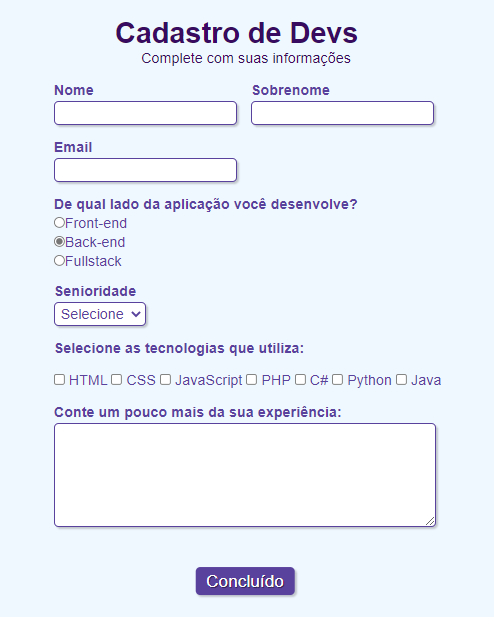 Cadastro de Devs
Complete com suas informações
Nome Sobrenome
Email
De qual lado da aplicação você desenvolve?
Front-end
Back-end
Fullstack
Senioridade
Selecione
Selecione as tecnologias que utiliza:
HTML CSS JavaScript PHP C# Python Java
Conte um pouco mais da sua experiência:
Concluído